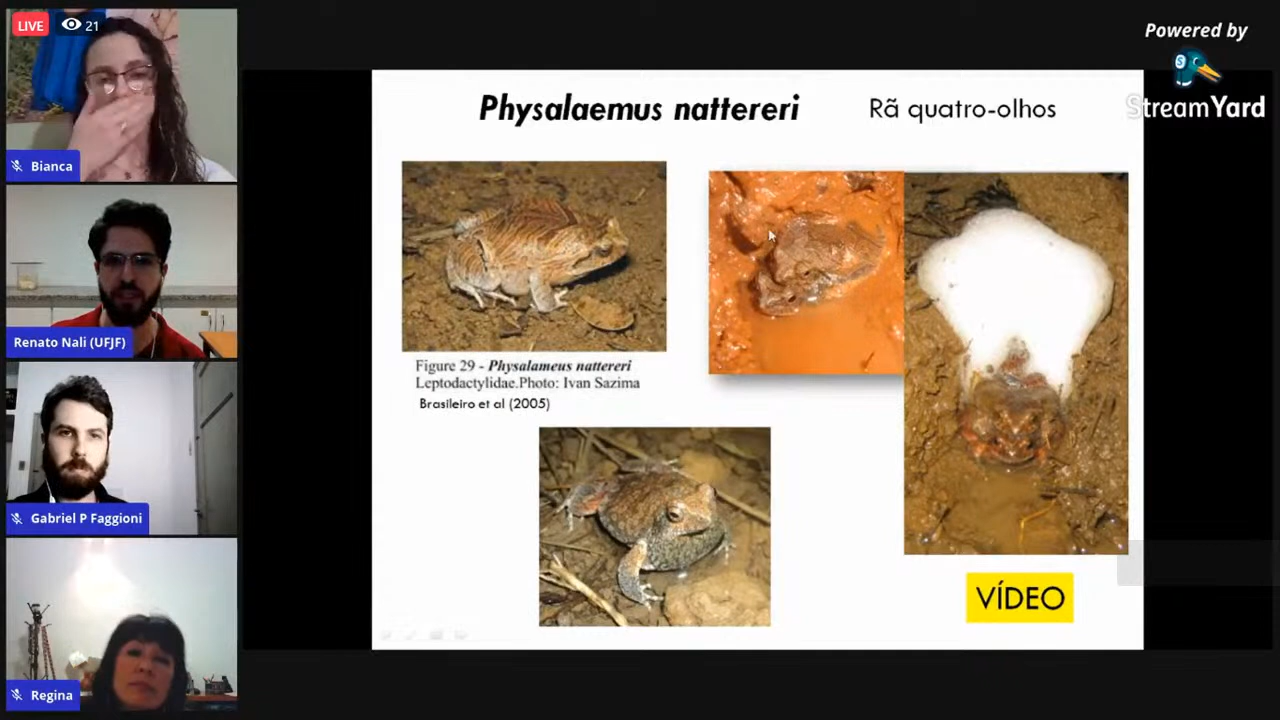 LIVE 21
Bianca
Renato Nali (UFJF)
Gabriel P Faggioni
Regina
Powered by
StreamYard
Physalaemus nattereri
Rã quatro-olhos
Figure 29 - Physalameus nattereri
Leptodactylidae.Photo: Ivan Sazima
Brasileiro et al (2005)
VÍDEO